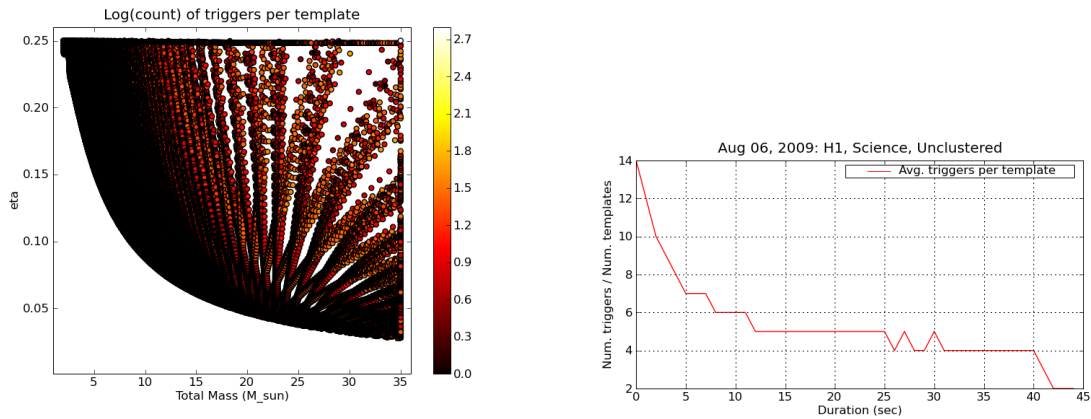 Log(count) of triggers per template
0.25
0.20
0.15
0.10
0.05
eta
5 10 15 20 25 30 35
Total Mass (M_sun)
2.7
2.4
2.1
1.8
1.5
1.2
0.9
0.6
0.3
0.0
Aug 06, 2009: H1, Science, Unclustered
Avg. triggers per template
14
12
10
8
6
4
2
Num. triggers / Num. templates
0 5 10 15 20 25 30 35 40 45
Duration (sec)